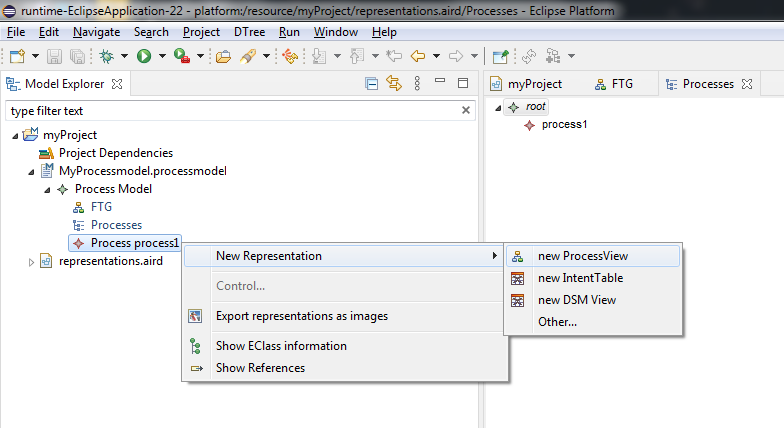 runtime-EclipseApplication-22 - platform:/resource/myProject/representations.aird/Processes - Eclipse Platform
File Edit Navigate Search Project DTree Run Window Help
Model Explorer
myProject FTG Processes
type filter text
root
process1
myProject
Project Dependencies
MyProcessmodel.processmodel
Process Model
FTG
Processes
Process process1
representations.aird
New Representation
Control...
Export representations as images
Show EClass information
Show References
new ProcessView
new IntentTable
new DSM View
Other...